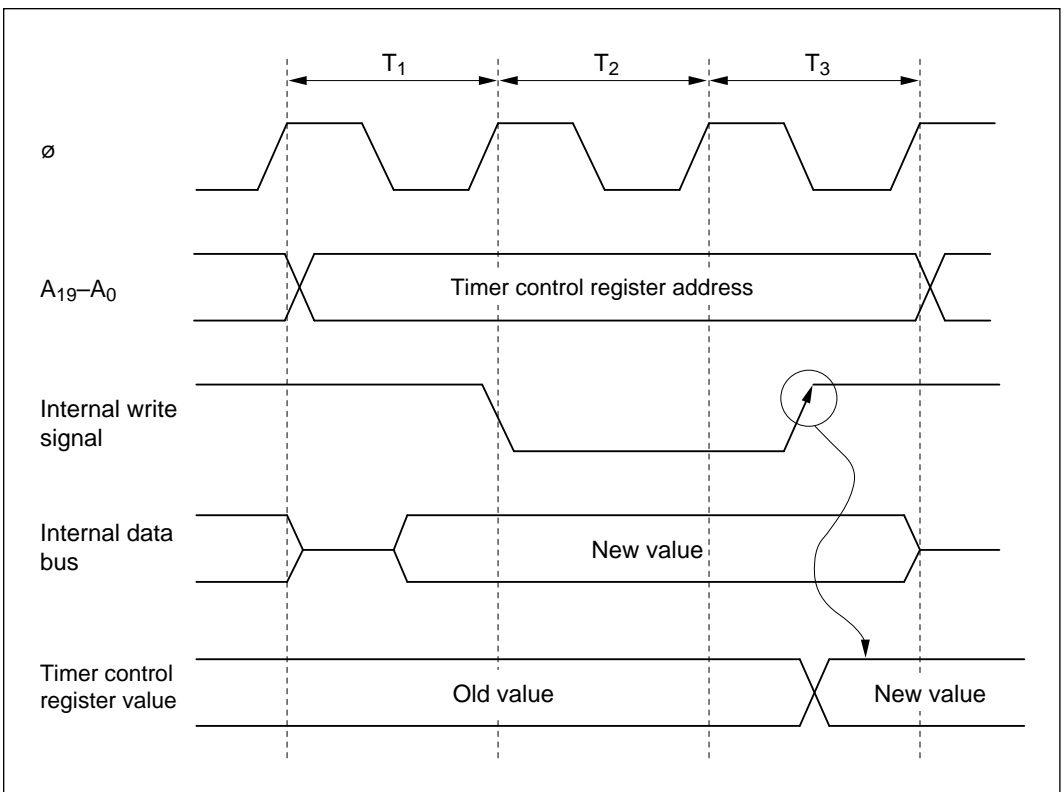 T1 T2 T3
ø
A19–A0
Timer control register address
Internal write
signal
Internal data
bus
New value
Timer control
register value
Old value
New value